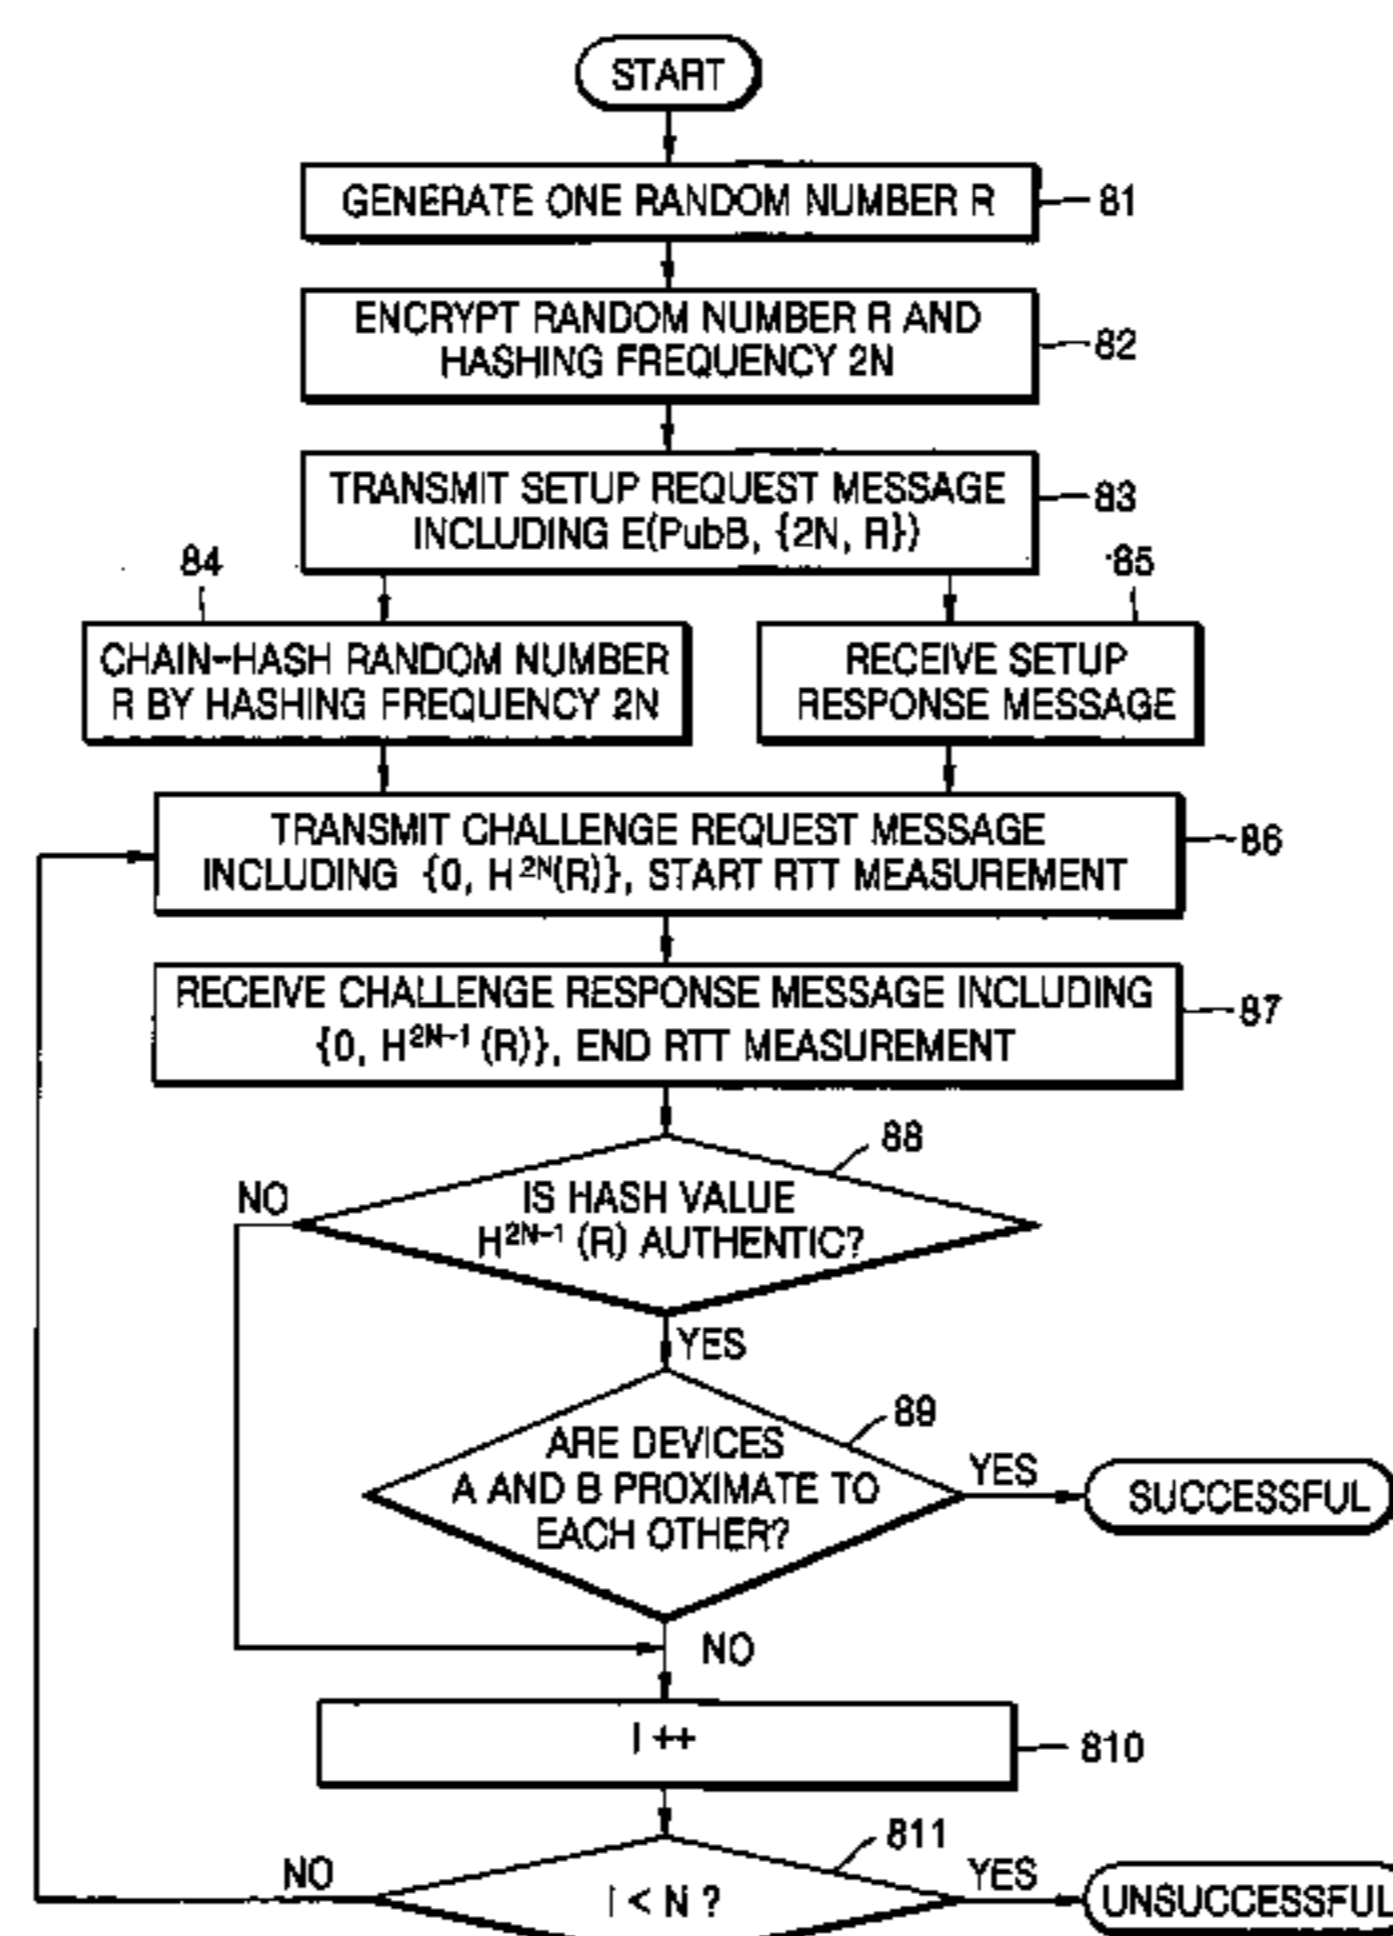 START
GENERATE ONE RANDOM NUMBER R
81
ENCRYPT RANDOM NUMBER R AND
HASHING FREQUENCY 2N
82
TRANSMIT SETUP REQUEST MESSAGE
INCLUDING E(PubB, {2N, R})
83
84
85
CHAIN-HASH RANDOM NUMBER
R BY HASHING FREQUENCY 2N
RECEIVE SETUP
RESPONSE MESSAGE
TRANSMIT CHALLENGE REQUEST MESSAGE
INCLUDING {0, H²ᴺ(R)}, START RTT MEASUREMENT
86
RECEIVE CHALLENGE RESPONSE MESSAGE INCLUDING
{0, H²ᴺ⁻¹ (R)}, END RTT MEASUREMENT
87
88
NO
IS HASH VALUE
H²ᴺ⁻¹ (R) AUTHENTIC?
YES
89
ARE DEVICES
A AND B PROXIMATE TO
EACH OTHER?
YES
SUCCESSFUL
NO
I ++
810
811
NO
I < N ?
YES
UNSUCCESSFUL